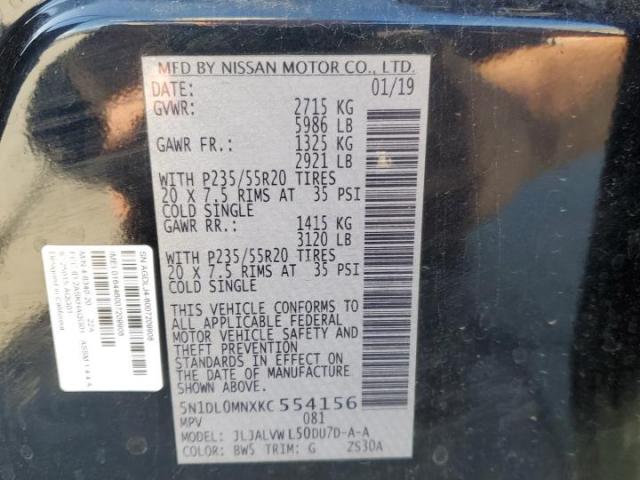 MFD BY NISSAN MOTOR CO., LTD.
DATE: 01/19
GVWR: 2715 KG
5986 LB
GAWR FR.: 1325 KG
2921 LB
WITH P235/55R20 TIRES
20 X 7.5 RIMS AT 35 PSI
COLD SINGLE
GAWR RR.: 1415 KG
3120 LB
WITH P235/55R20 TIRES
20 X 7.5 RIMS AT 35 PSI
COLD SINGLE
THIS VEHICLE CONFORMS TO
ALL APPLICABLE FEDERAL
MOTOR VEHICLE SAFETY AND
THEFT PREVENTION
STANDARDS IN EFFECT ON
THE DATE OF MANUFACTURE
SHOWN ABOVE.
5N1DL0MNXKC554156
MPV 081
MODEL: JLJALVWL50DU7D-A-A
COLOR: BW5 TRIM: G ZS30A